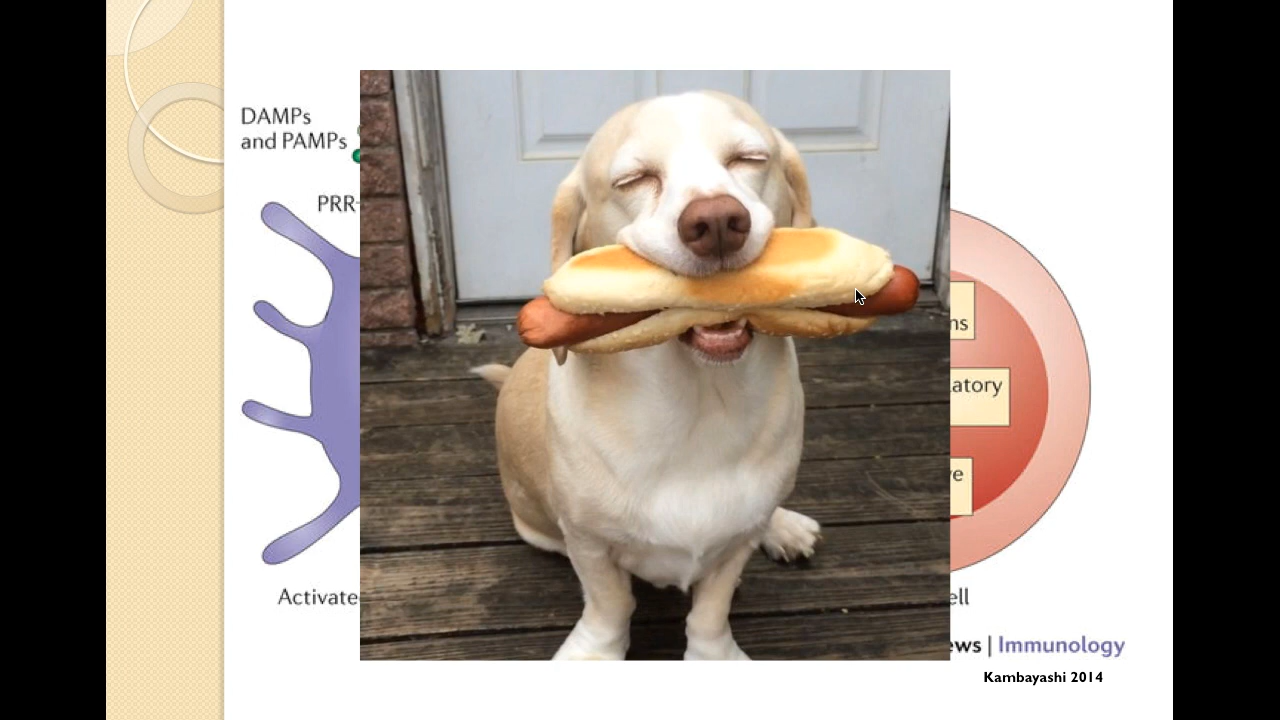 DAMPs
and PAMPs
PRR
ns
atory
e
Activate
ell
ews | Immunology
Kambayashi 2014